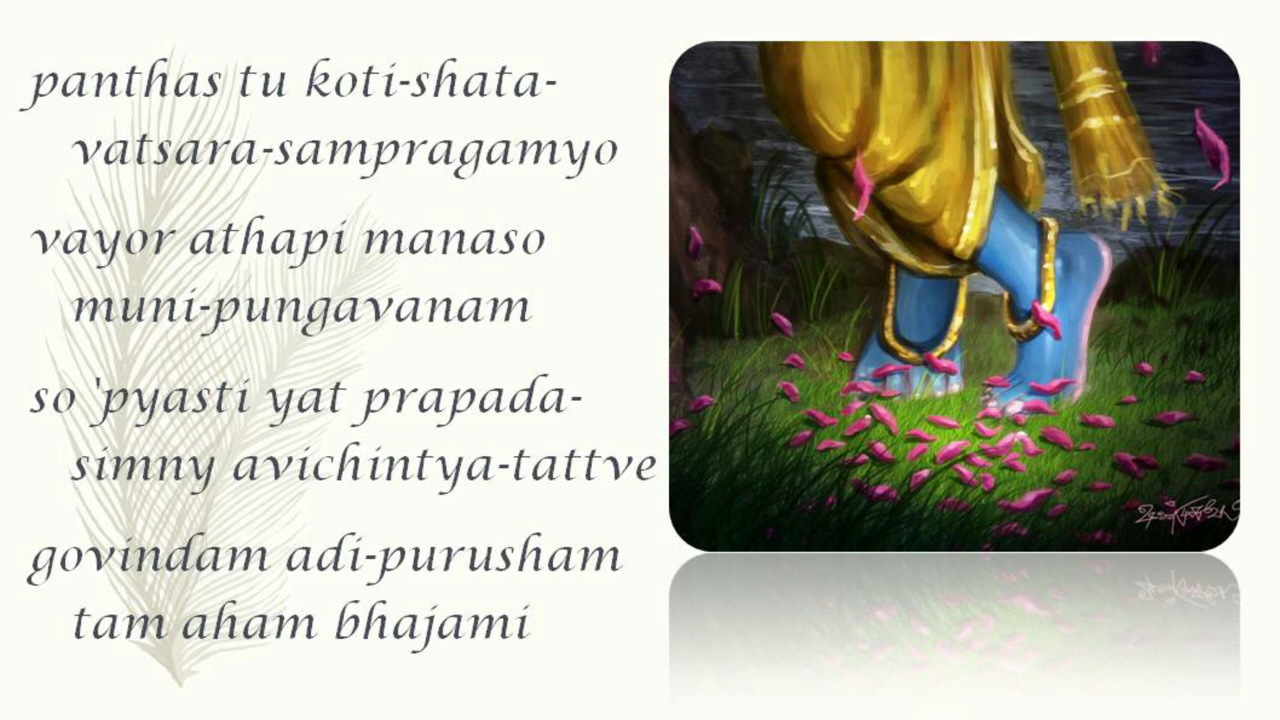 panthas tu koti-shata-
vatsara-sampragamyo
vayor athapi manaso
muni-pungavanam
so 'pyasti yat prapada-
simny avichintya-tattve
govindam adi-purusham
tam aham bhajami